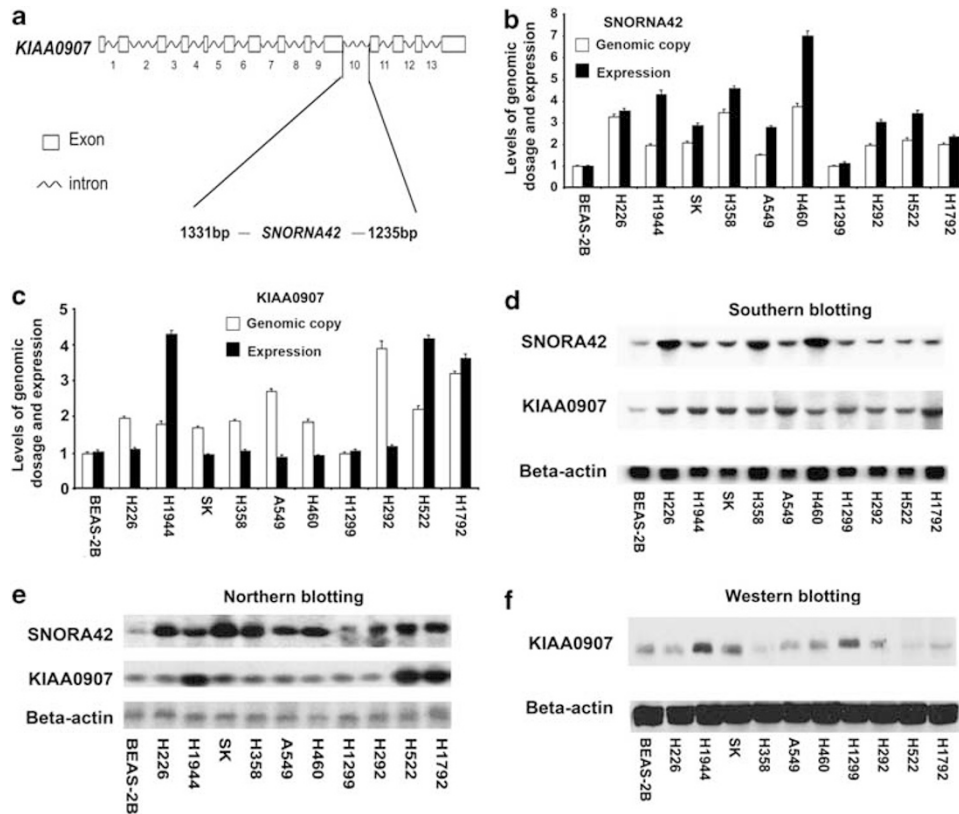 a
KIAA0907
1 2 3 4 5 6 7 8 9 10 11 12 13
Exon
intron
1331bp — SNORNA42 — 1235bp
b
SNORNA42
Genomic copy
Expression
Levels of genomic
dosage and expression
8
7
6
5
4
3
2
1
0
BEAS-2B H226 H1944 SK H358 A549 H460 H1299 H292 H522 H1792
c
KIAA0907
Genomic copy
Expression
Levels of genomic
dosage and expression
5
4
3
2
1
0
BEAS-2B H226 H1944 SK H358 A549 H460 H1299 H292 H522 H1792
d
Southern blotting
SNORA42
KIAA0907
Beta-actin
BEAS-2B H226 H1944 SK H358 A549 H460 H1299 H292 H522 H1792
e
Northern blotting
SNORA42
KIAA0907
Beta-actin
BEAS-2B H226 H1944 SK H358 A549 H460 H1299 H292 H522 H1792
f
Western blotting
KIAA0907
Beta-actin
BEAS-2B H226 H1944 SK H358 A549 H460 H1299 H292 H522 H1792